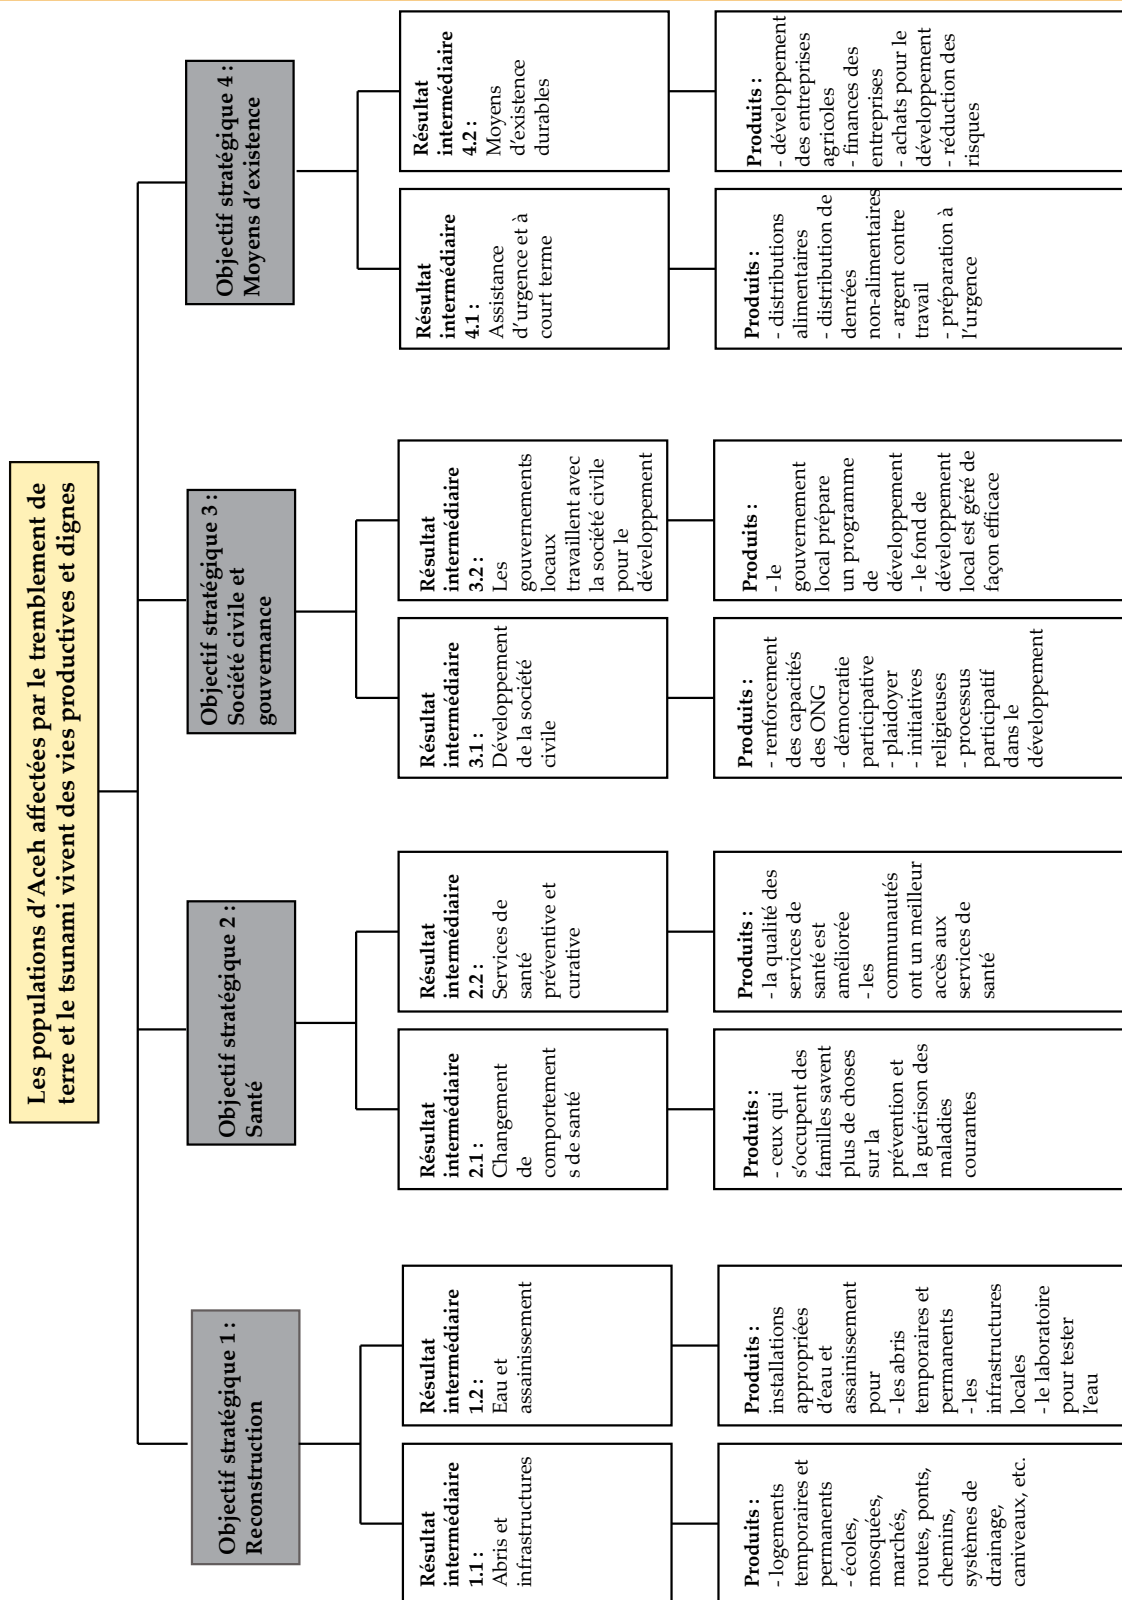 Les populations d'Aceh affectées par le tremblement de
terre et le tsunami vivent des vies productives et dignes
Objectif stratégique 1 :
Reconstruction
Objectif stratégique 2 :
Santé
Objectif stratégique 3 :
Société civile et
gouvernance
Objectif stratégique 4 :
Moyens d'existence
Résultat
intermédiaire
1.1 :
Abris et
infrastructures
Résultat
intermédiaire
1.2 :
Eau et
assainissement
Résultat
intermédiaire
2.1 :
Changement
de
comportement
s de santé
Résultat
intermédiaire
2.2 :
Services de
santé
préventive et
curative
Résultat
intermédiaire
3.1 :
Développement
de la société
civile
Résultat
intermédiaire
3.2 :
Les
gouvernements
locaux
travaillent avec
la société civile
pour le
développement
Résultat
intermédiaire
4.1 :
Assistance
d'urgence et à
court terme
Résultat
intermédiaire
4.2 :
Moyens
d'existence
durables
Produits :
- logements
temporaires et
permanents
- écoles,
mosquées,
marchés,
routes, ponts,
chemins,
systèmes de
drainage,
caniveaux, etc.
Produits :
installations
appropriées
d'eau et
assainissement
pour
- les abris
temporaires et
permanents
- les
infrastructures
locales
- le laboratoire
pour tester
l'eau
Produits :
- ceux qui
s'occupent des
familles savent
plus de choses
sur la
prévention et
la guérison des
maladies
courantes
Produits :
- la qualité des
services de
santé est
améliorée
- les
communautés
ont un meilleur
accès aux
services de
santé
Produits :
- renforcement
des capacités
des ONG
- démocratie
participative
- plaidoyer
- initiatives
religieuses
- processus
participatif
dans le
développement
Produits :
- le
gouvernement
local prépare
un programme
de
développement
- le fond de
développement
local est géré de
façon efficace
Produits :
- distributions
alimentaires
- distribution de
denrées
non-alimentaires
- argent contre
travail
- préparation à
l'urgence
Produits :
- développement
des entreprises
agricoles
- finances des
entreprises
- achats pour le
développement
- réduction des
risques